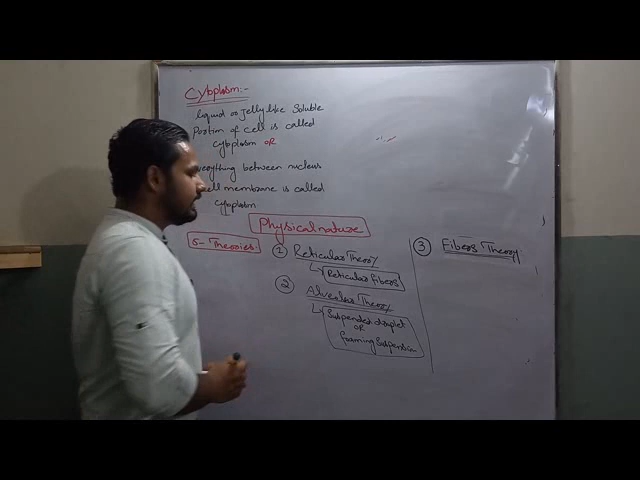 Cytoplasm:-
liquid or Jelly like Soluble
Portion of cell is called
cytoplasm OR
everything between nucleus
cell membrane is called
cytoplasm
Physical nature
5- Theories:
1 Reticular Theory
Reticular fibers
2 Alveolar Theory
Suspended droplet
OR
foaming Suspension
3 Fibers Theory